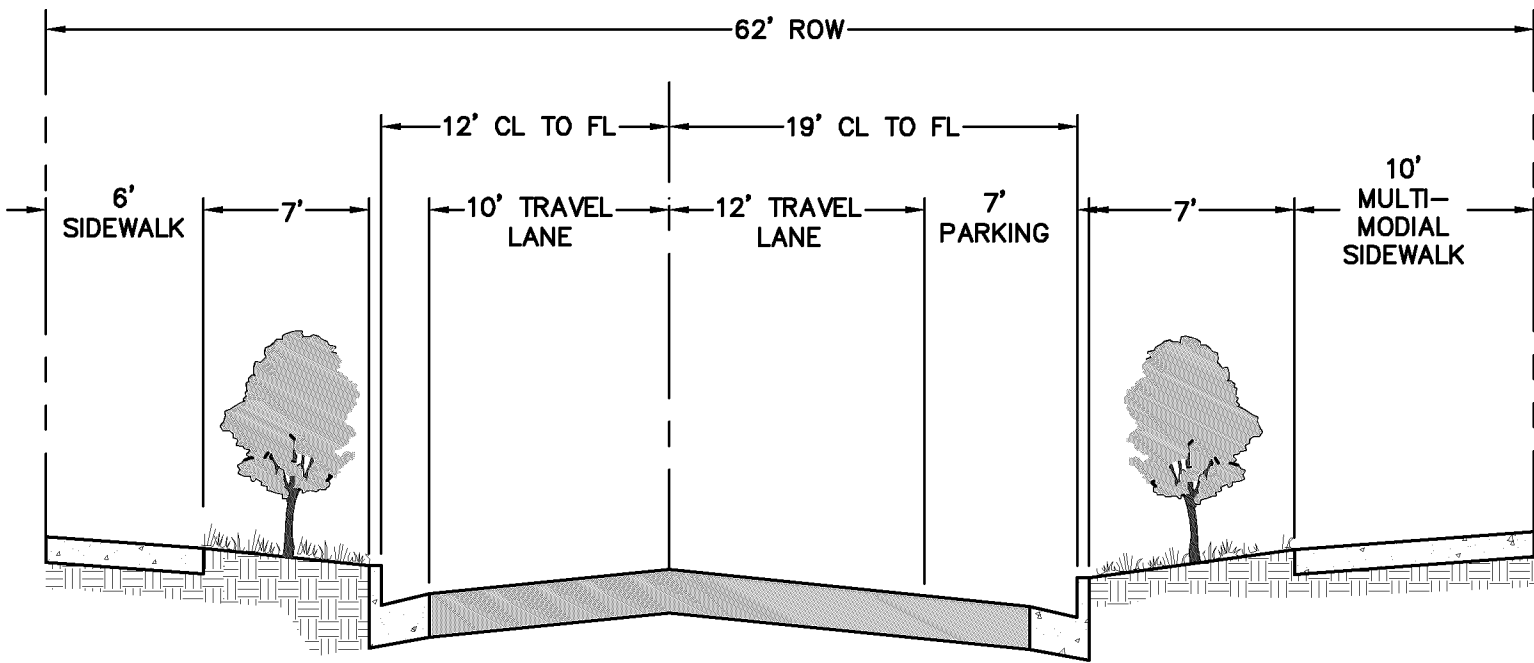 62' ROW
12' CL TO FL
19' CL TO FL
6'
SIDEWALK
7'
10' TRAVEL
LANE
12' TRAVEL
LANE
7'
PARKING
7'
10'
MULTI-
MODIAL
SIDEWALK